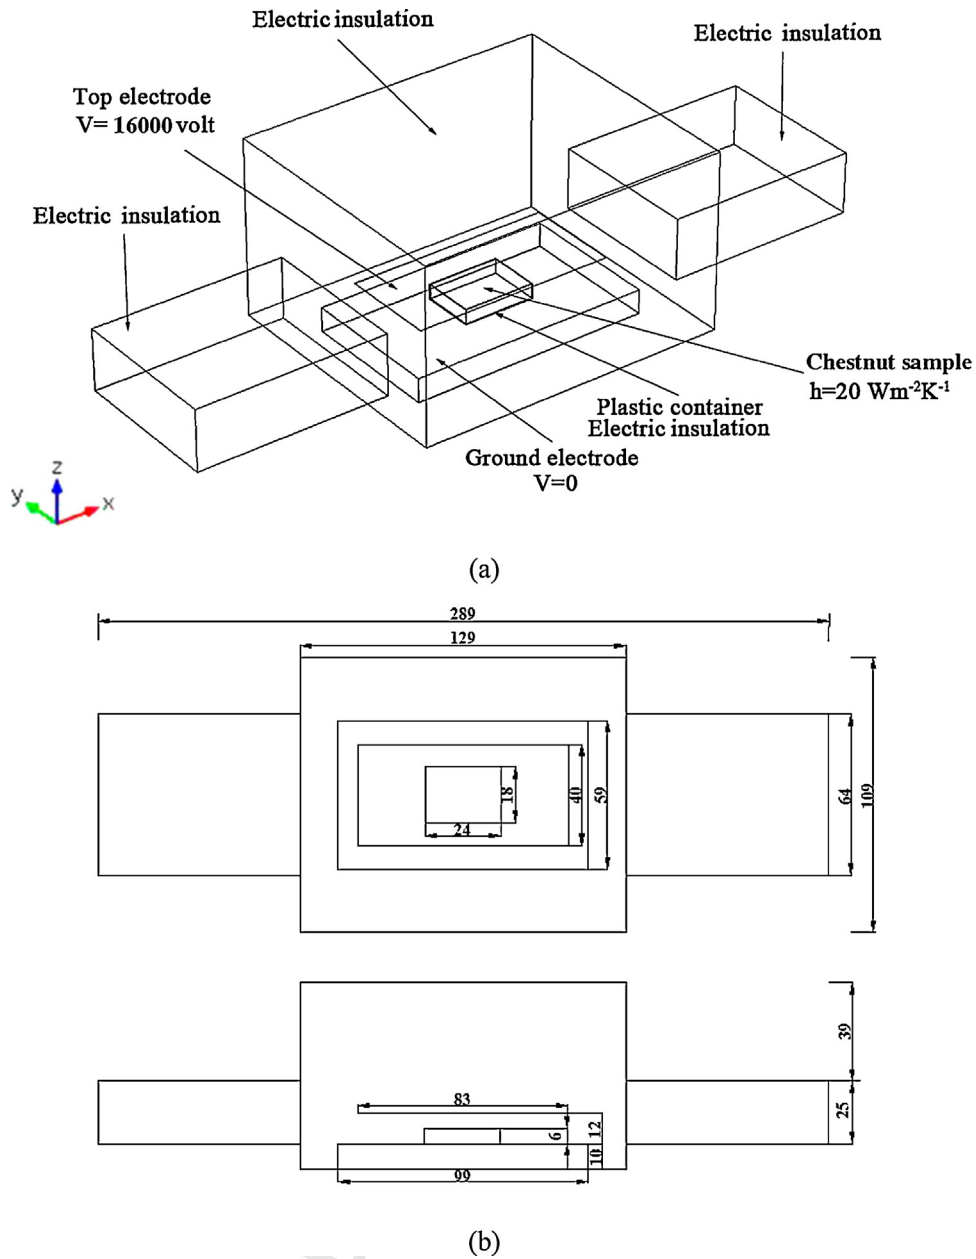 Electric insulation
Electric insulation
Top electrode
V= 16000 volt
Electric insulation
Chestnut sample
h=20 Wm⁻²K⁻¹
Plastic container
Electric insulation
Ground electrode
V=0
z
y
x
(a)
289
129
18
24
40
59
64
109
39
83
25
12
6
10
99
(b)